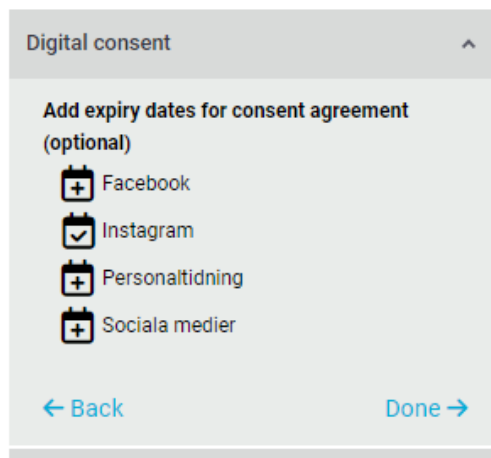 Digital consent
Add expiry dates for consent agreement
(optional)
Facebook
Instagram
Personaltidning
Sociala medier
← Back
Done →